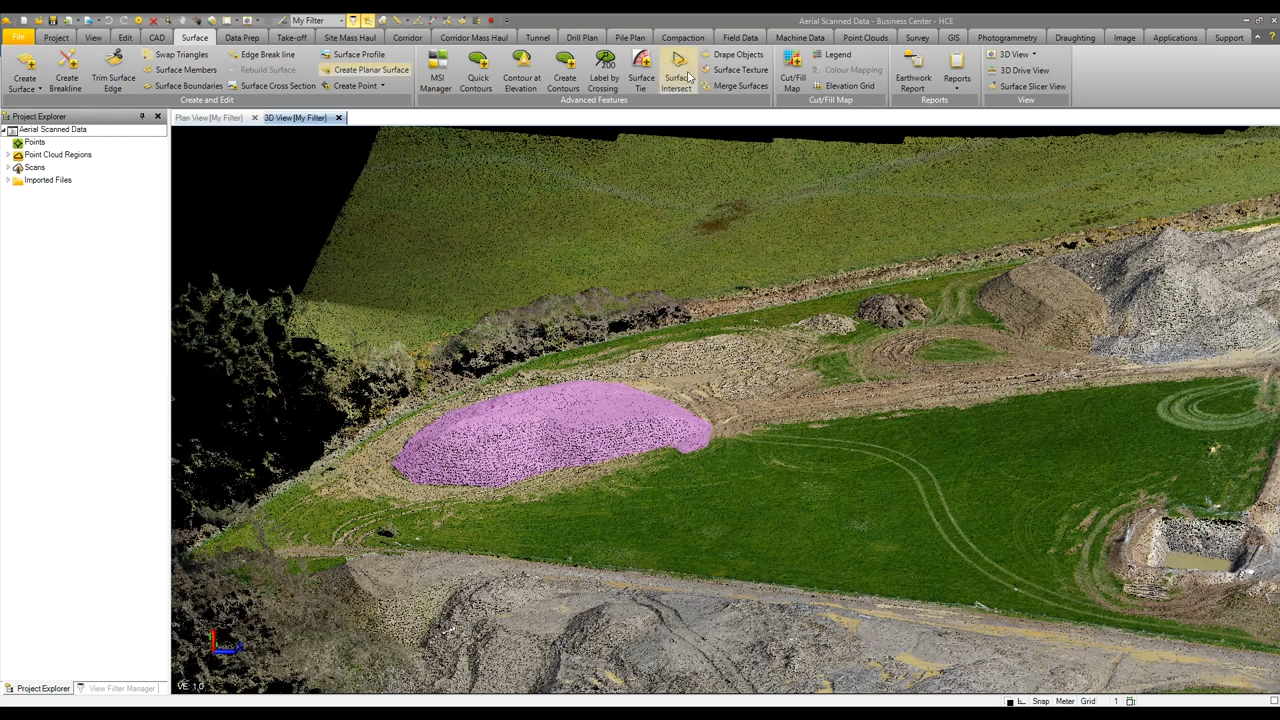 My Filter
Aerial Scanned Data - Business Center - HCE
File Project View Edit CAD Surface Data Prep Take-off Site Mass Haul Corridor Corridor Mass Haul Tunnel Drill Plan Pile Plan Compaction Field Data Machine Data Point Clouds Survey GIS Photogrammetry Draughting Image Applications Support
Create Surface
Create Breakline
Trim Surface Edge
Swap Triangles
Surface Members
Surface Boundaries
Edge Break line
Rebuild Surface
Surface Cross Section
Surface Profile
Create Planar Surface
Create Point
Create and Edit
MSI Manager
Quick Contours
Contour at Elevation
Create Contours
Label by Crossing
Surface Tie
Surface Intersect
Drape Objects
Surface Texture
Merge Surfaces
Advanced Features
Cut/Fill Map
Legend
Colour Mapping
Elevation Grid
Cut/Fill Map
Earthwork Report
Reports
Reports
3D View
3D Drive View
Surface Slicer View
View
Project Explorer
Aerial Scanned Data
Points
Point Cloud Regions
Scans
Imported Files
Plan View [My Filter]
3D View [My Filter]
VE 1.0
Project Explorer
View Filter Manager
Snap Meter Grid 1